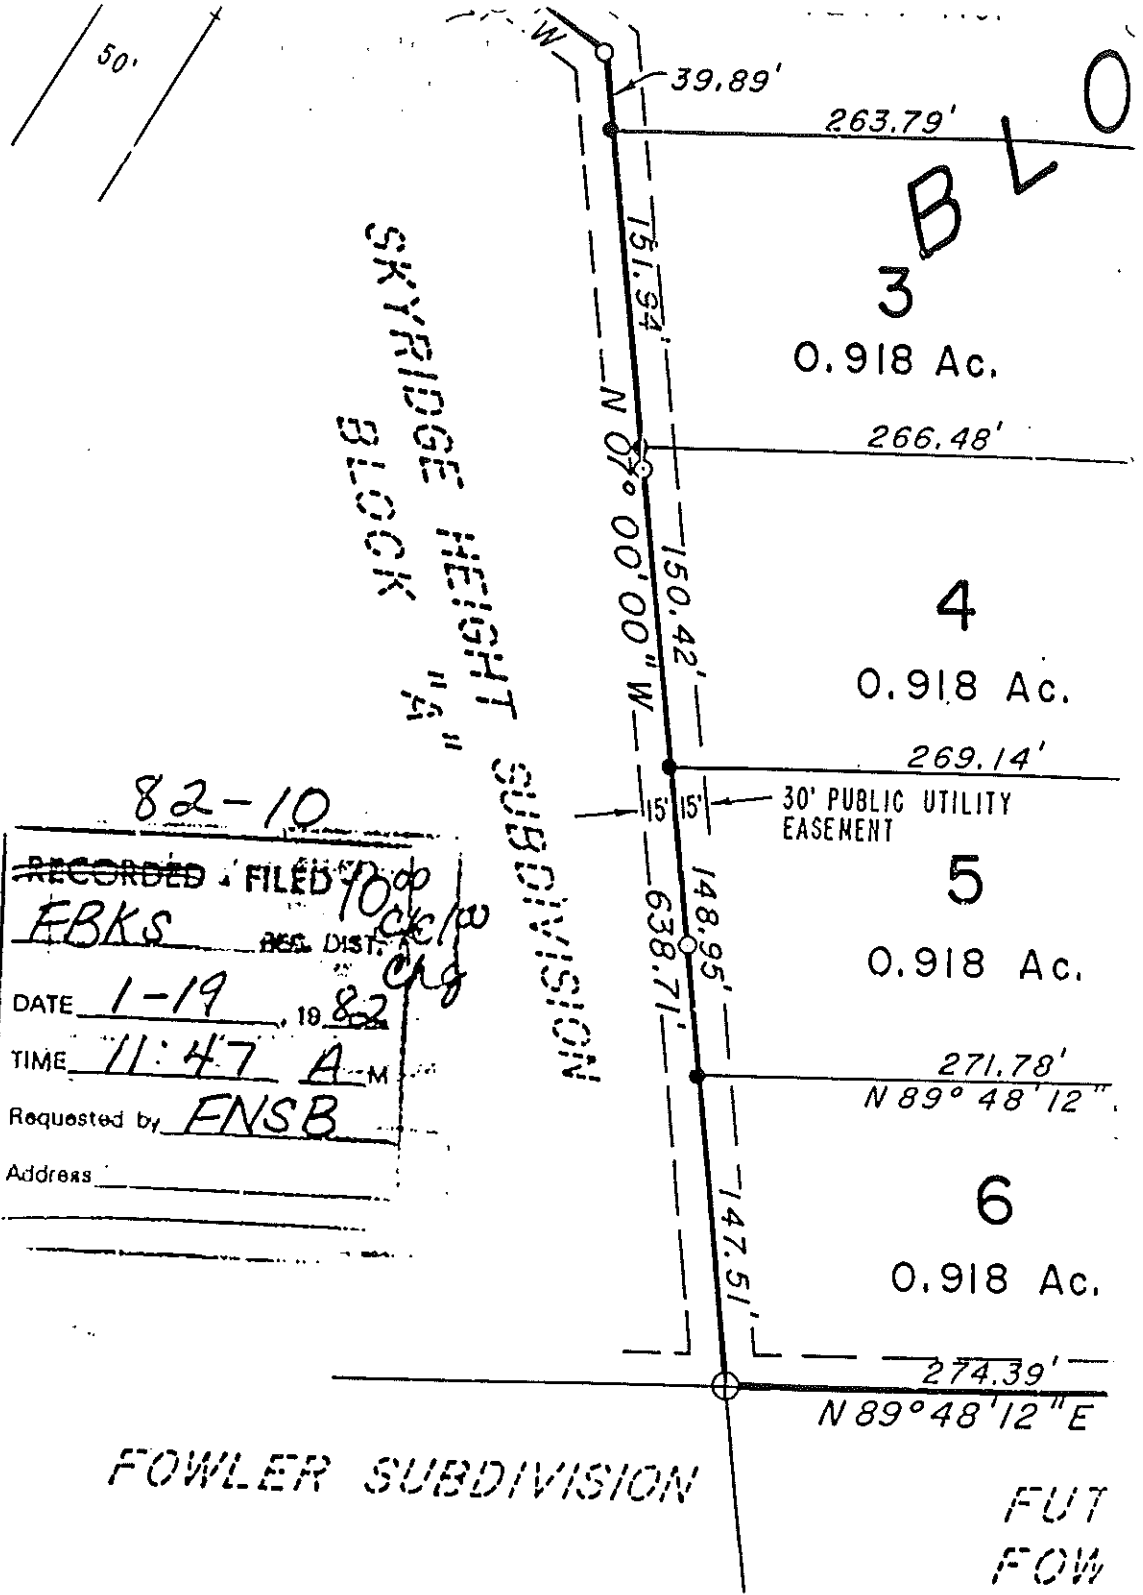 50'
W
39.89'
263.79'
B L O
151.94'
3
0.918 Ac.
SKYRIDGE HEIGHT SUBDIVISION
BLOCK "A"
N 07° 00' 00" W
266.48'
150.42'
4
0.918 Ac.
269.14'
15' 15'
30' PUBLIC UTILITY
EASEMENT
5
0.918 Ac.
638.71'
148.95'
271.78'
N 89° 48' 12"
6
0.918 Ac.
147.51'
274.39'
N 89° 48' 12" E
82-10
RECORDED FILED 10 00
FBKS REC. DIST.
DATE 1-19, 1982
TIME 11:47 A M
Requested by FNSB
Address
FOWLER SUBDIVISION
FUT
FOW